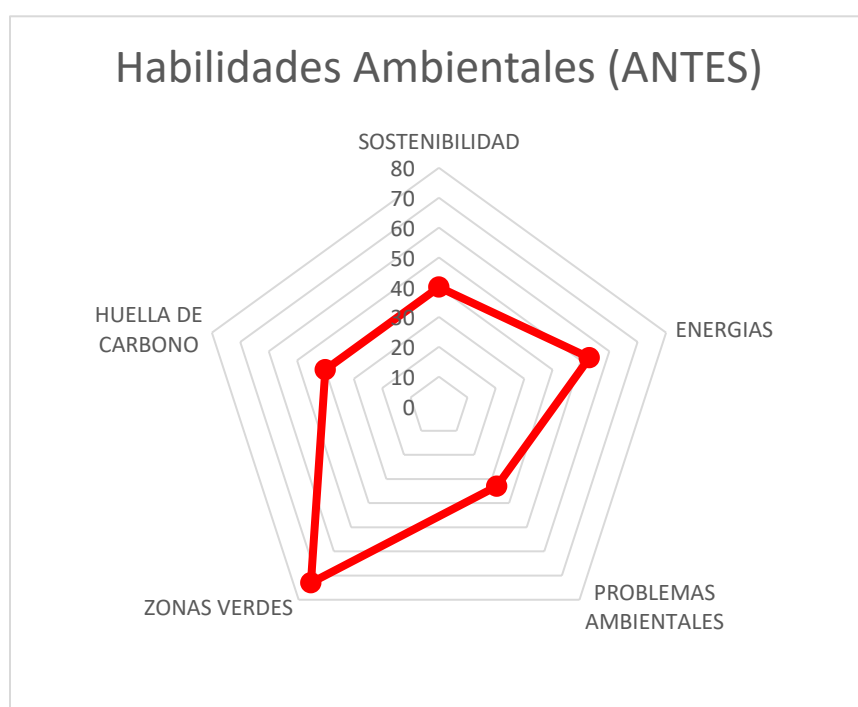 Habilidades Ambientales (ANTES)
SOSTENIBILIDAD
80
70
60
50
40
30
20
10
0
ENERGIAS
PROBLEMAS
AMBIENTALES
ZONAS VERDES
HUELLA DE
CARBONO